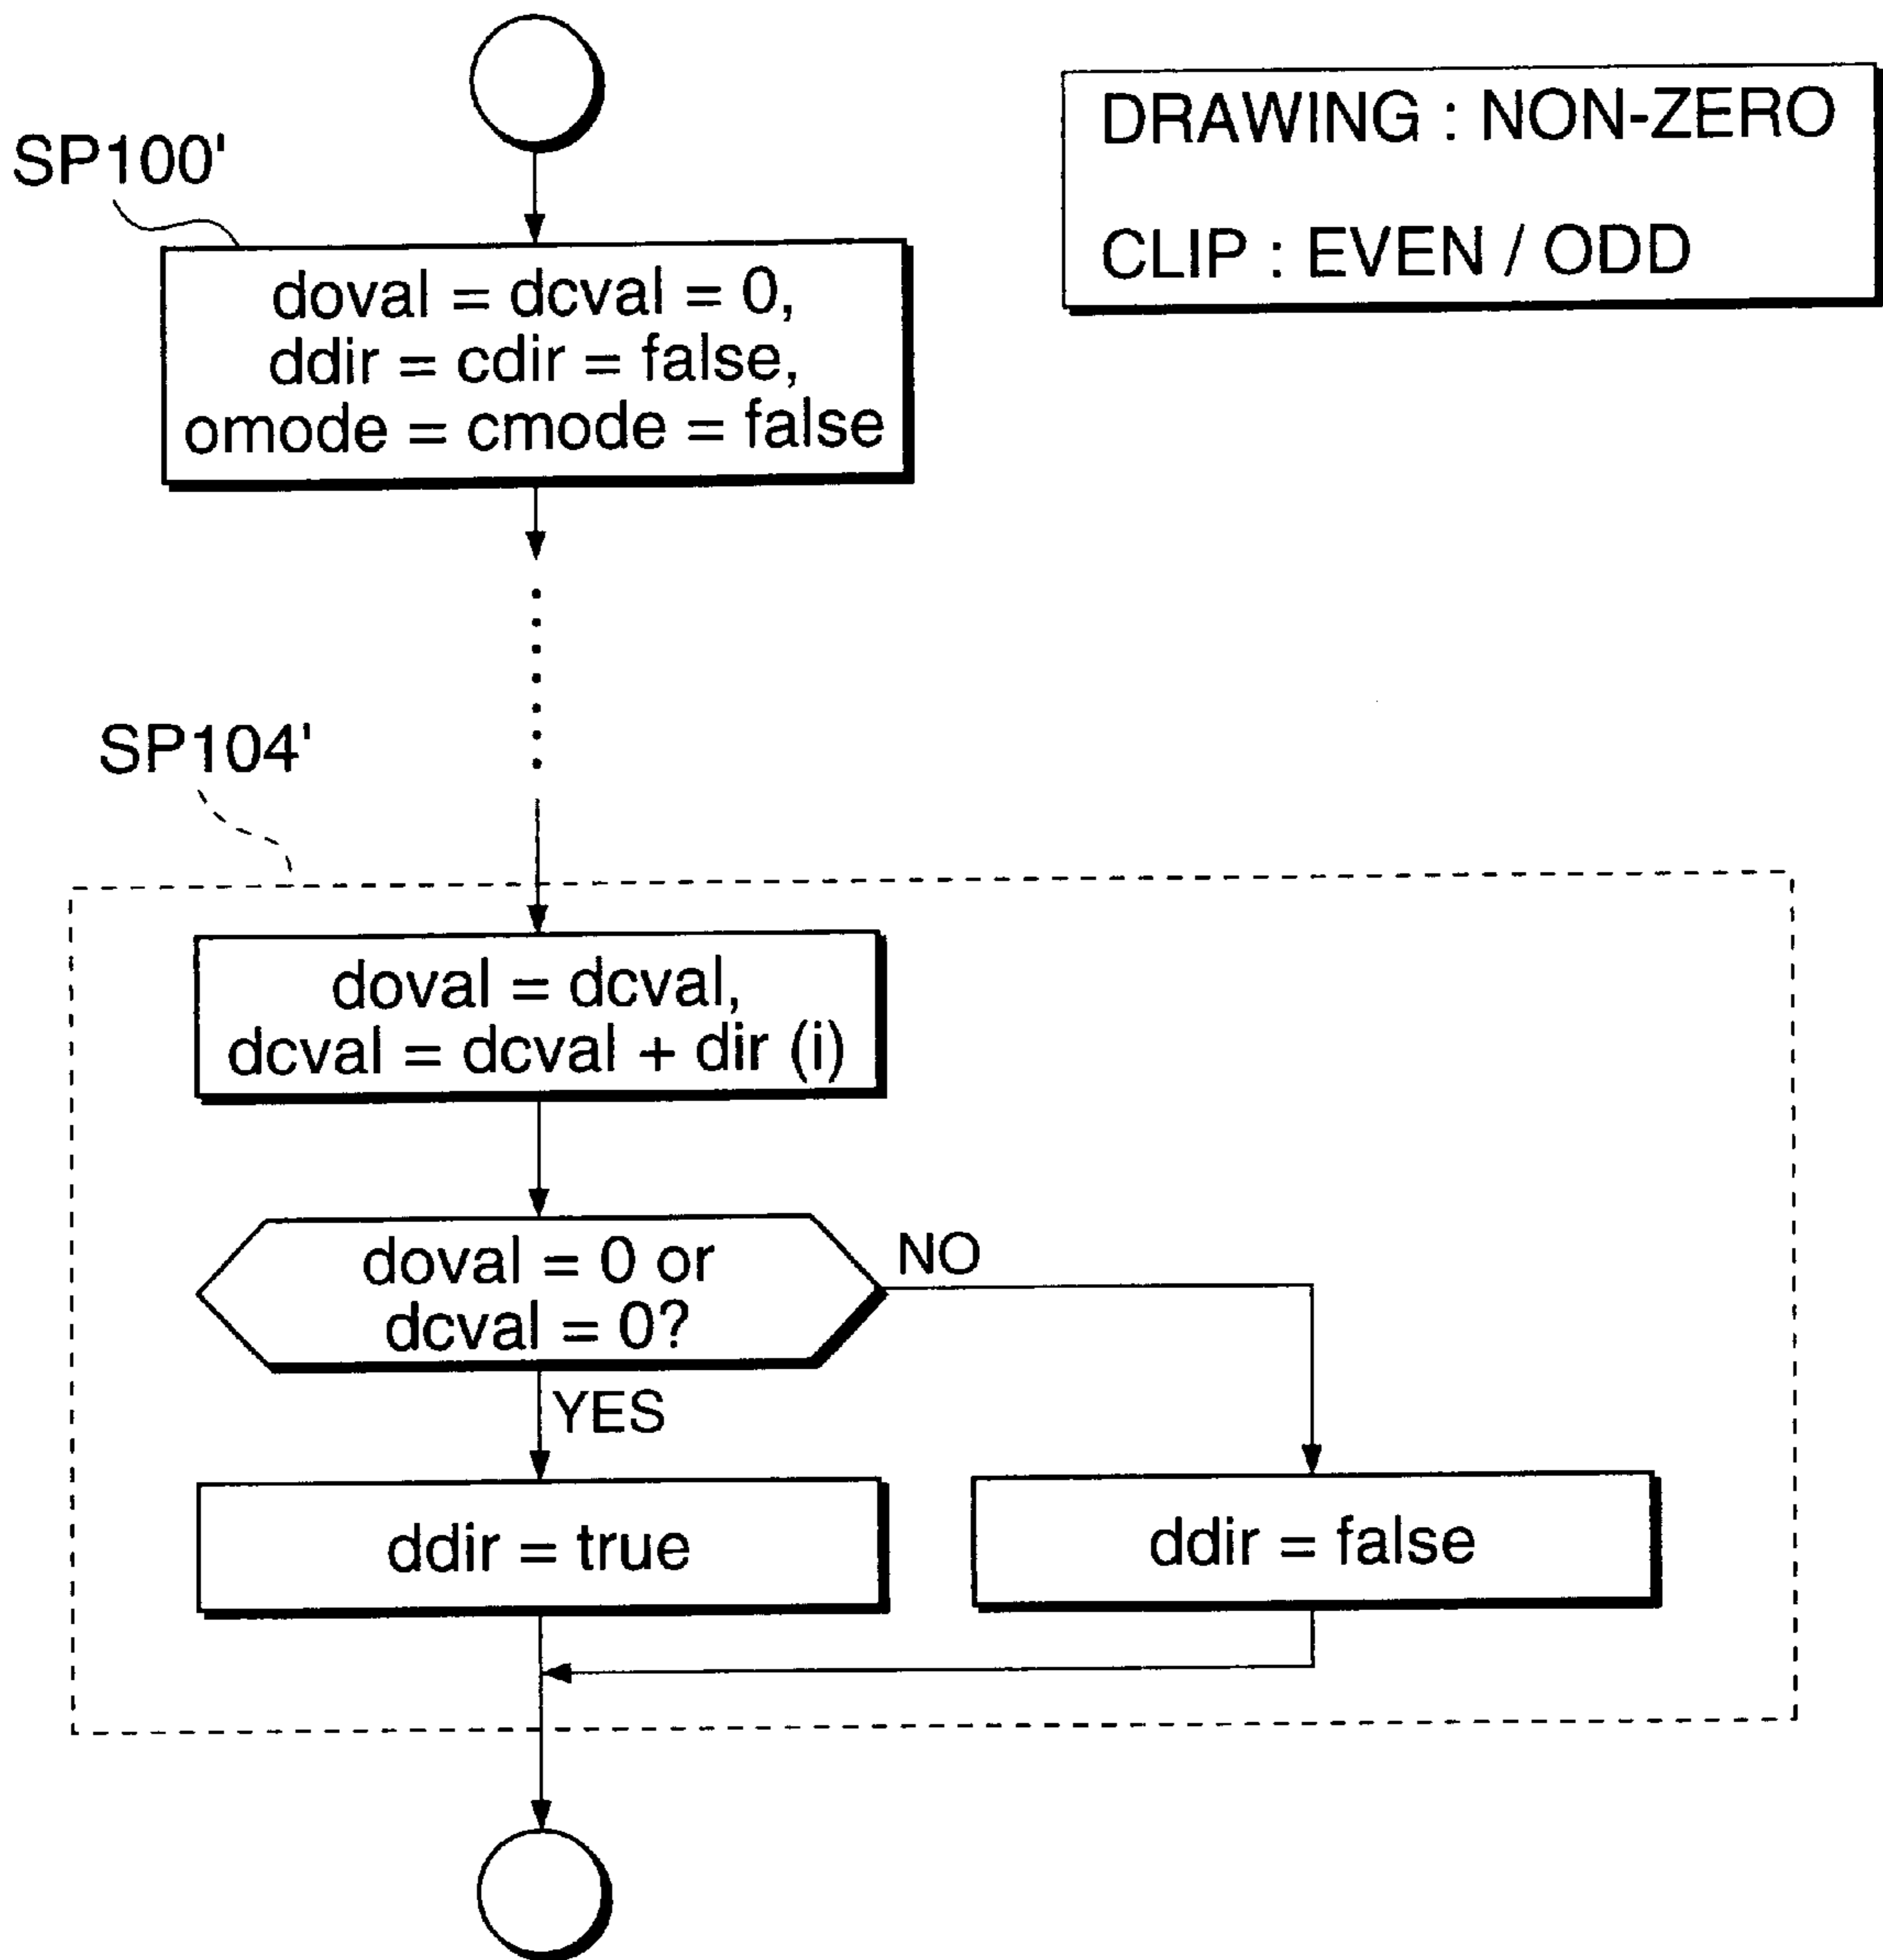 DRAWING : NON-ZERO
CLIP : EVEN / ODD
SP100'
doval = dcval = 0,
ddir = cdir = false,
omode = cmode = false
SP104'
doval = dcval,
dcval = dcval + dir (i)
doval = 0 or
dcval = 0?
NO
YES
ddir = true
ddir = false